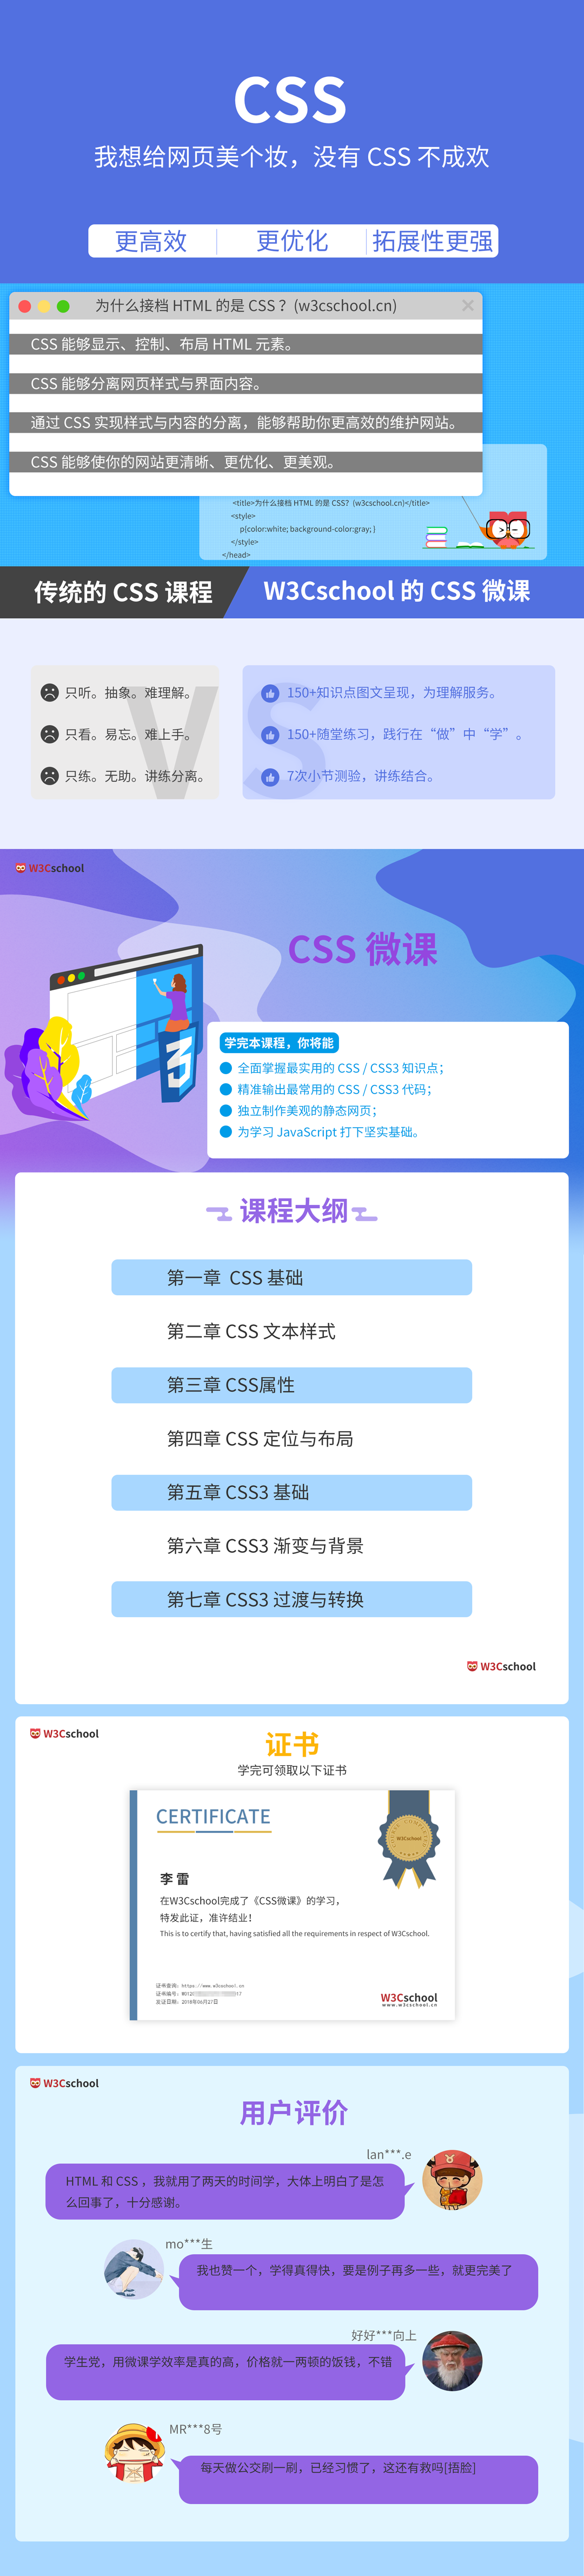 CSS
我想给网页美个妆，没有 CSS 不成欢
更高效
更优化
拓展性更强
为什么接档 HTML 的是 CSS？(w3cschool.cn)
CSS 能够显示、控制、布局 HTML 元素。
CSS 能够分离网页样式与界面内容。
通过 CSS 实现样式与内容的分离，能够帮助你更高效的维护网站。
CSS 能够使你的网站更清晰、更优化、更美观。
<title>为什么接档 HTML 的是 CSS？(w3cschool.cn)</title>
<style>
p{color:white; background-color:gray; }
</style>
</head>
传统的 CSS 课程
W3Cschool 的 CSS 微课
VS
只听。抽象。难理解。
只看。易忘。难上手。
只练。无助。讲练分离。
150+知识点图文呈现，为理解服务。
150+随堂练习，践行在“做”中“学”。
7次小节测验，讲练结合。
W3Cschool
CSS 微课
3
学完本课程，你将能
全面掌握最实用的 CSS / CSS3 知识点；
精准输出最常用的 CSS / CSS3 代码；
独立制作美观的静态网页；
为学习 JavaScript 打下坚实基础。
课程大纲
第一章 CSS 基础
第二章 CSS 文本样式
第三章 CSS属性
第四章 CSS 定位与布局
第五章 CSS3 基础
第六章 CSS3 渐变与背景
第七章 CSS3 过渡与转换
W3Cschool
W3Cschool
证书
学完可领取以下证书
CERTIFICATE
W3Cschool
李 雷
在W3Cschool完成了《CSS微课》的学习，
特发此证，准许结业！
This is to certify that, having satisfied all the requirements in respect of W3Cschool.
证书查询：https://www.w3cschool.cn
证书编号：
发证日期：2018年06月27日
W3Cschool
www.w3cschool.cn
W3Cschool
用户评价
lan***.e
HTML 和 CSS ，我就用了两天的时间学，大体上明白了是怎
么回事了，十分感谢。
mo***生
我也赞一个，学得真得快，要是例子再多一些，就更完美了
好好***向上
学生党，用微课学效率是真的高，价格就一两顿的饭钱，不错
MR***8号
每天做公交刷一刷，已经习惯了，这还有救吗[捂脸]